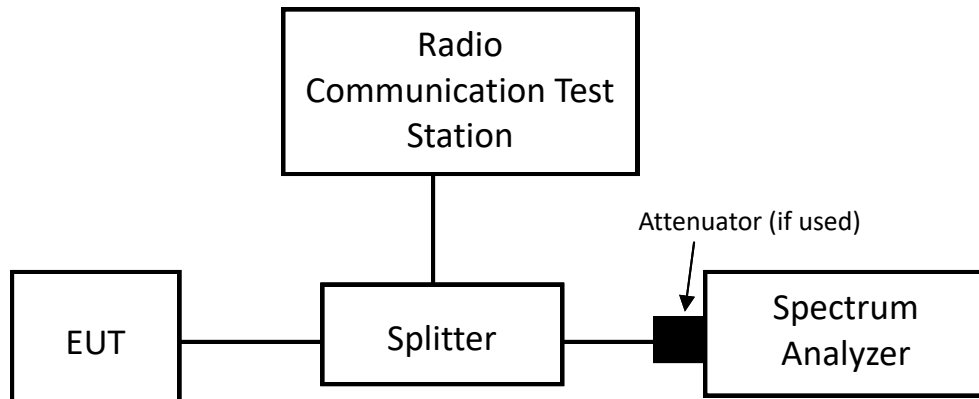 Radio
Communication Test
Station
Attenuator (if used)
EUT
Splitter
Spectrum
Analyzer